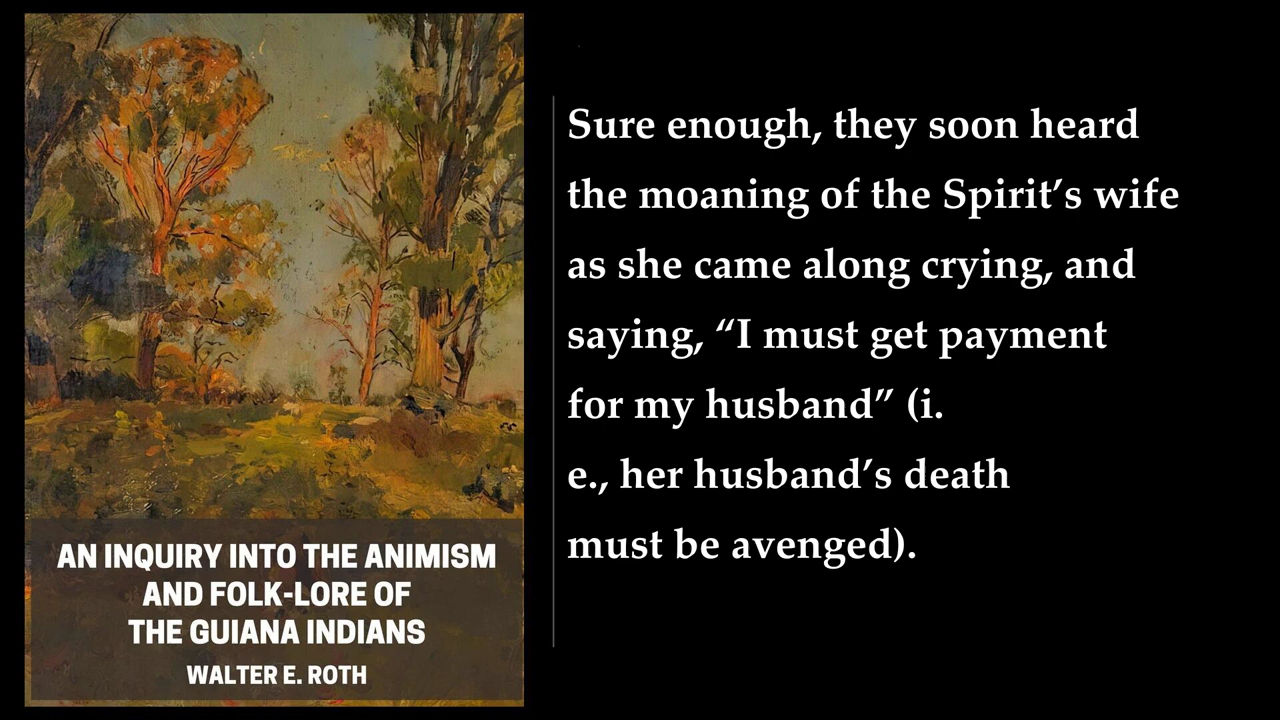 Sure enough, they soon heard
the moaning of the Spirit’s wife
as she came along crying, and
saying, “I must get payment
for my husband” (i.
e., her husband’s death
must be avenged).
AN INQUIRY INTO THE ANIMISM
AND FOLK-LORE OF
THE GUIANA INDIANS
WALTER E. ROTH